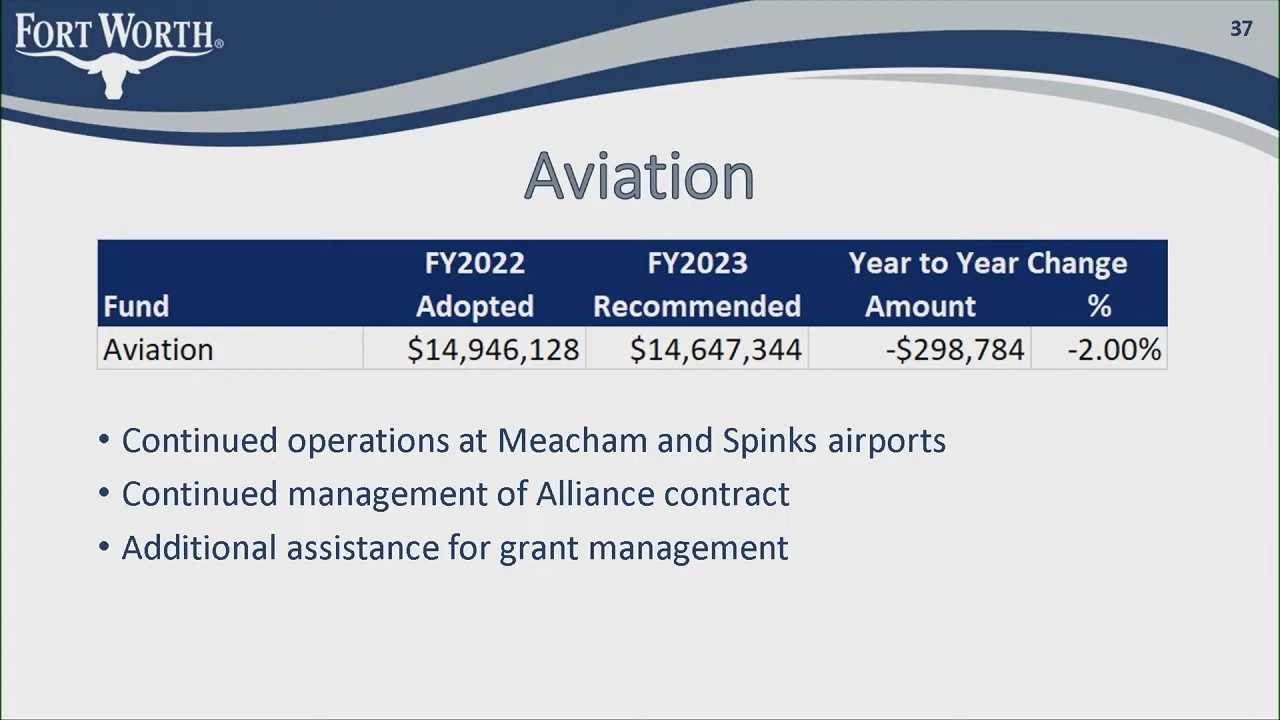 FORT WORTH®
37
Aviation
FY2022 FY2023 Year to Year Change
Fund Adopted Recommended Amount %
Aviation $14,946,128 $14,647,344 -$298,784 -2.00%
• Continued operations at Meacham and Spinks airports
• Continued management of Alliance contract
• Additional assistance for grant management